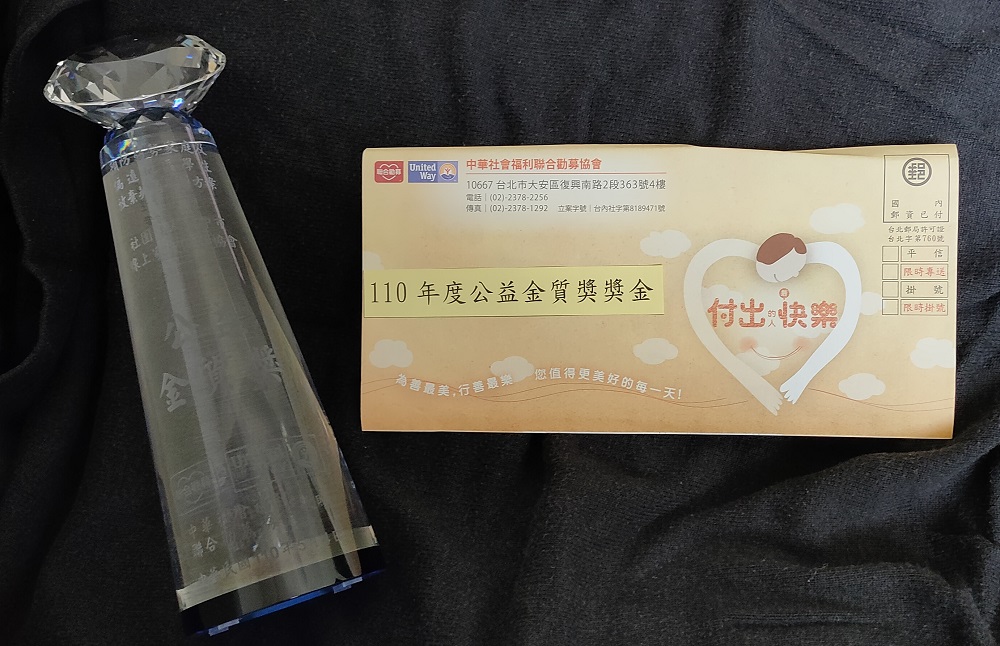 公
金質獎
聯合勸募
United
Way
中華社會福利聯合勸募協會
10667 台北市大安區復興南路2段363號4樓
電話|(02)-2378-2256
傳真|(02)-2378-1292 立案字號|台內社字第8189471號
郵
國 內
郵資已付
台北郵局許可證
台北字第760號
平信
限時專送
掛號
限時掛號
110 年度公益金質獎獎金
付出的人最快樂
為善最美,行善最樂 您值得更美好的每一天!